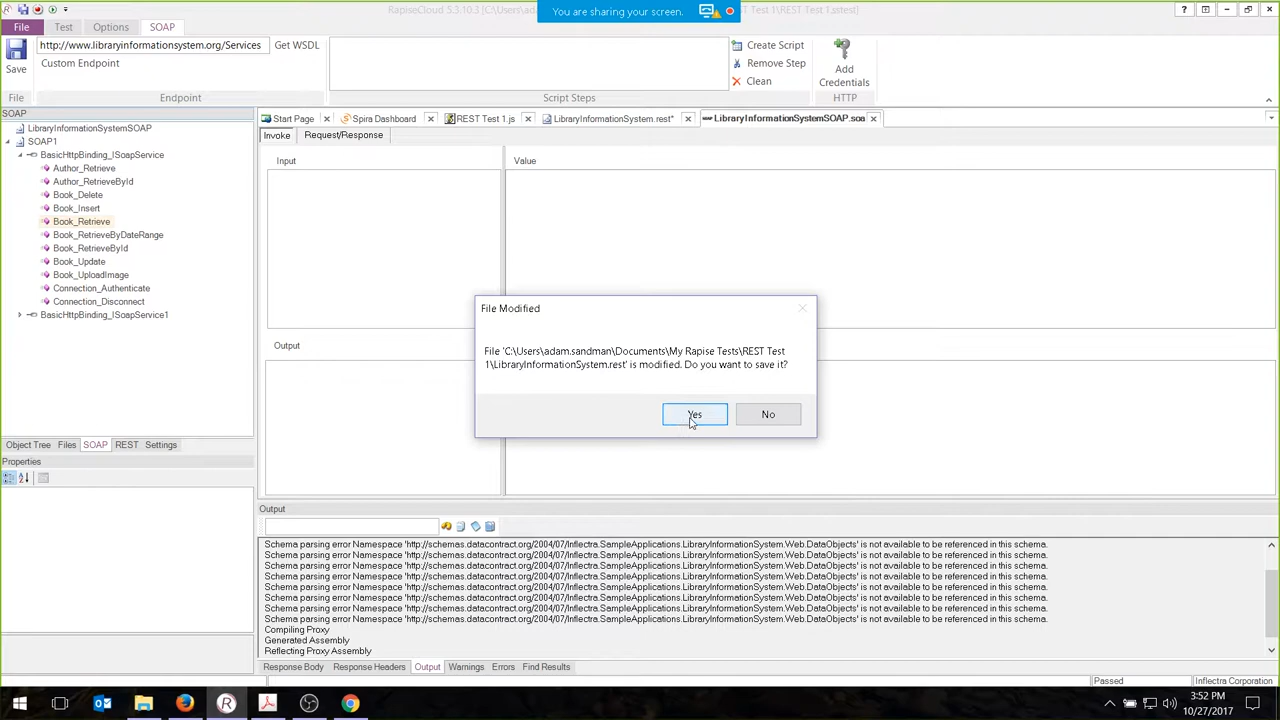 RapiseCloud 5.3.10.3
You are sharing your screen.
REST Test 1\REST Test 1.sstest]
File Test Options SOAP
http://www.libraryinformationsystem.org/Services Get WSDL
Save
Custom Endpoint
Create Script
Remove Step
Clean
Add
Credentials
File Endpoint Script Steps HTTP
SOAP
LibraryInformationSystemSOAP
SOAP1
BasicHttpBinding_ISoapService
Author_Retrieve
Author_RetrieveById
Book_Delete
Book_Insert
Book_Retrieve
Book_RetrieveByDateRange
Book_RetrieveById
Book_Update
Book_UploadImage
Connection_Authenticate
Connection_Disconnect
BasicHttpBinding_ISoapService1
Object Tree Files SOAP REST Settings
Properties
Start Page Spira Dashboard REST Test 1.js LibraryInformationSystem.rest* LibraryInformationSystemSOAP.soa
Invoke Request/Response
Input Value
Output
File Modified
File 'C:\Users\adam.sandman\Documents\My Rapise Tests\REST Test
1\LibraryInformationSystem.rest' is modified. Do you want to save it?
Yes No
Output
Schema parsing error Namespace 'http://schemas.datacontract.org/2004/07/Inflectra.SampleApplications.LibraryInformationSystem.Web.DataObjects' is not available to be referenced in this schema.
Schema parsing error Namespace 'http://schemas.datacontract.org/2004/07/Inflectra.SampleApplications.LibraryInformationSystem.Web.DataObjects' is not available to be referenced in this schema.
Schema parsing error Namespace 'http://schemas.datacontract.org/2004/07/Inflectra.SampleApplications.LibraryInformationSystem.Web.DataObjects' is not available to be referenced in this schema.
Schema parsing error Namespace 'http://schemas.datacontract.org/2004/07/Inflectra.SampleApplications.LibraryInformationSystem.Web.DataObjects' is not available to be referenced in this schema.
Schema parsing error Namespace 'http://schemas.datacontract.org/2004/07/Inflectra.SampleApplications.LibraryInformationSystem.Web.DataObjects' is not available to be referenced in this schema.
Schema parsing error Namespace 'http://schemas.datacontract.org/2004/07/Inflectra.SampleApplications.LibraryInformationSystem.Web.DataObjects' is not available to be referenced in this schema.
Schema parsing error Namespace 'http://schemas.datacontract.org/2004/07/Inflectra.SampleApplications.LibraryInformationSystem.Web.DataObjects' is not available to be referenced in this schema.
Schema parsing error Namespace 'http://schemas.datacontract.org/2004/07/Inflectra.SampleApplications.LibraryInformationSystem.Web.DataObjects' is not available to be referenced in this schema.
Compiling Proxy
Generated Assembly
Reflecting Proxy Assembly
Response Body Response Headers Output Warnings Errors Find Results
Passed Inflectra Corporation
3:52 PM
10/27/2017